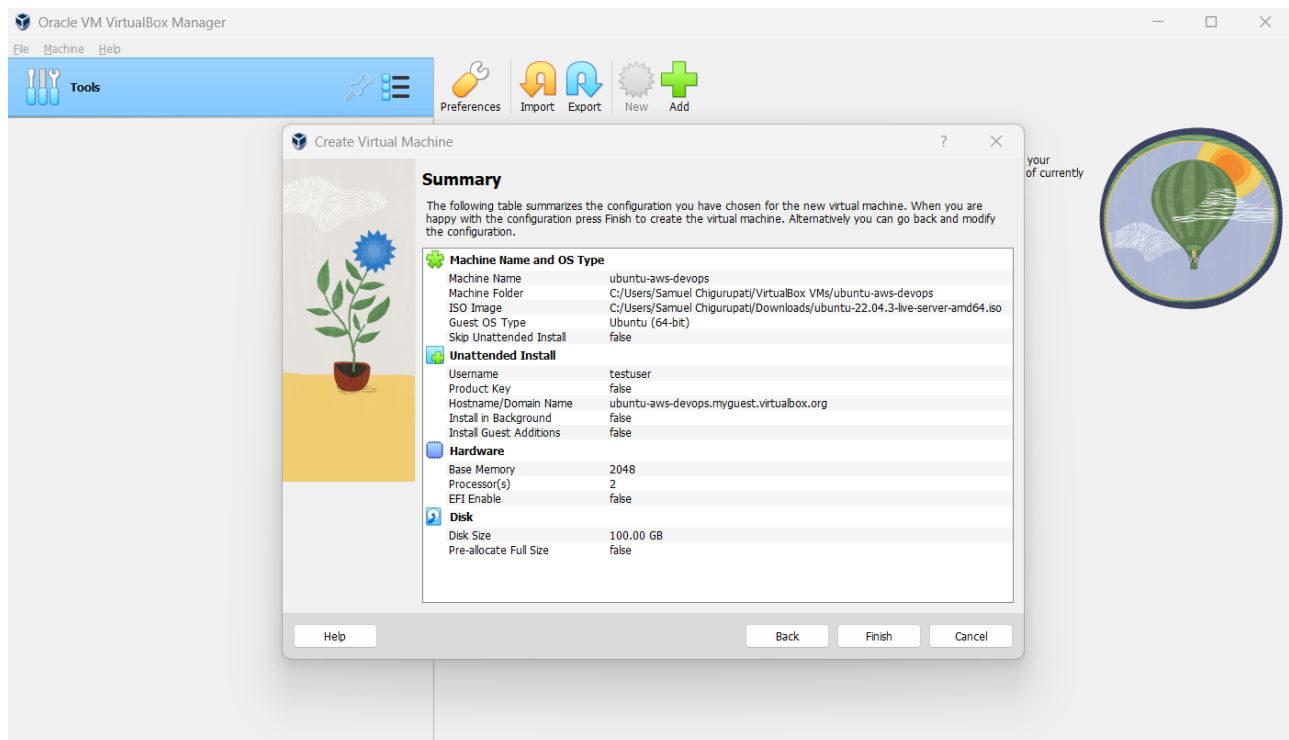 Oracle VM VirtualBox Manager
File Machine Help
Tools
Preferences Import Export New Add
Create Virtual Machine ?
your
of currently
Summary
The following table summarizes the configuration you have chosen for the new virtual machine. When you are
happy with the configuration press Finish to create the virtual machine. Alternatively you can go back and modify
the configuration.
Machine Name and OS Type
Machine Name ubuntu-aws-devops
Machine Folder C:/Users/Samuel Chigurupati/VirtualBox VMs/ubuntu-aws-devops
ISO Image C:/Users/Samuel Chigurupati/Downloads/ubuntu-22.04.3-live-server-amd64.iso
Guest OS Type Ubuntu (64-bit)
Skip Unattended Install false
Unattended Install
Username testuser
Product Key false
Hostname/Domain Name ubuntu-aws-devops.myguest.virtualbox.org
Install in Background false
Install Guest Additions false
Hardware
Base Memory 2048
Processor(s) 2
EFI Enable false
Disk
Disk Size 100.00 GB
Pre-allocate Full Size false
Help Back Finish Cancel